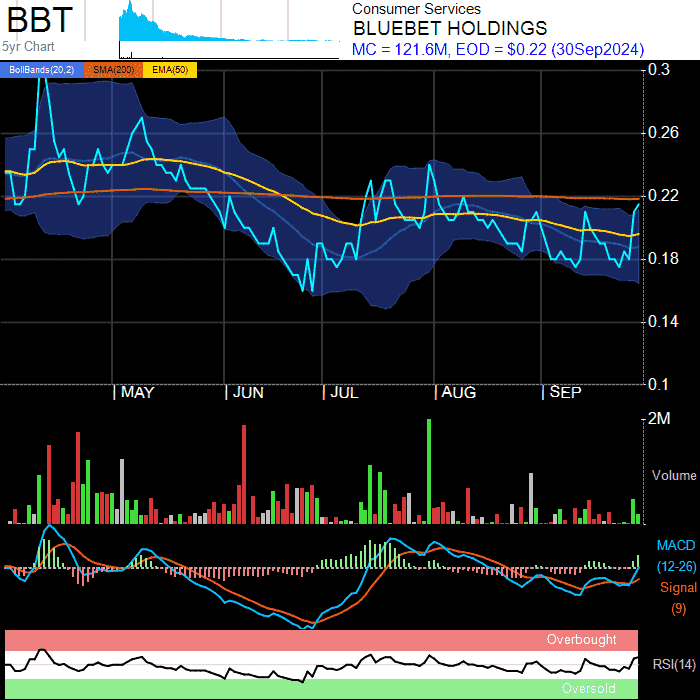 BBT
5yr Chart
Consumer Services
BLUEBET HOLDINGS
MC = 121.6M, EOD = $0.22 (30Sep2024)
BollBands(20,2) SMA(200) EMA(50)
0.3
0.26
0.22
0.18
0.14
0.1
MAY JUN JUL AUG SEP
2M
Volume
MACD
(12-26)
Signal
(9)
Overbought
RSI(14)
Oversold